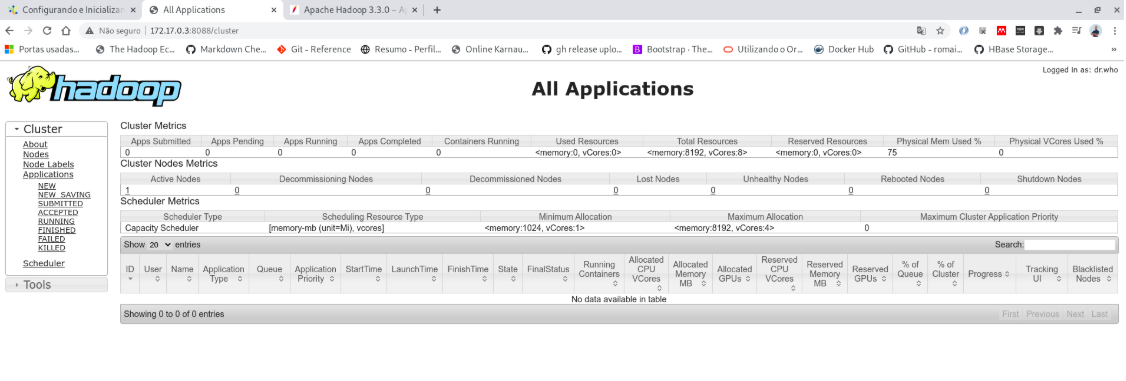 Configurando e Inicializan
All Applications
Apache Hadoop 3.3.0 – Ap
Não seguro | 172.17.0.3:8088/cluster
Portas usadas... The Hadoop Ec... Markdown Che... Git - Reference Resumo - Perfil... Online Karnau... gh release uplo... Bootstrap · The... Utilizando o Or... Docker Hub GitHub - romai... HBase Storage... »
Logged in as: dr.who
hadoop
All Applications
Cluster
About
Nodes
Node Labels
Applications
NEW
NEW_SAVING
SUBMITTED
ACCEPTED
RUNNING
FINISHED
FAILED
KILLED
Scheduler
Tools
Cluster Metrics
Apps Submitted Apps Pending Apps Running Apps Completed Containers Running Used Resources Total Resources Reserved Resources Physical Mem Used % Physical VCores Used %
0 0 0 0 0 <memory:0, vCores:0> <memory:8192, vCores:8> <memory:0, vCores:0> 75 0
Cluster Nodes Metrics
Active Nodes Decommissioning Nodes Decommissioned Nodes Lost Nodes Unhealthy Nodes Rebooted Nodes Shutdown Nodes
1 0 0 0 0 0 0
Scheduler Metrics
Scheduler Type Scheduling Resource Type Minimum Allocation Maximum Allocation Maximum Cluster Application Priority
Capacity Scheduler [memory-mb (unit=Mi), vcores] <memory:1024, vCores:1> <memory:8192, vCores:4> 0
Show 20 entries Search:
ID User Name Application Type Queue Application Priority StartTime LaunchTime FinishTime State FinalStatus Running Containers Allocated CPU VCores Allocated Memory MB Allocated GPUs Reserved CPU VCores Reserved Memory MB Reserved GPUs % of Queue % of Cluster Progress Tracking UI Blacklisted Nodes
No data available in table
Showing 0 to 0 of 0 entries First Previous Next Last